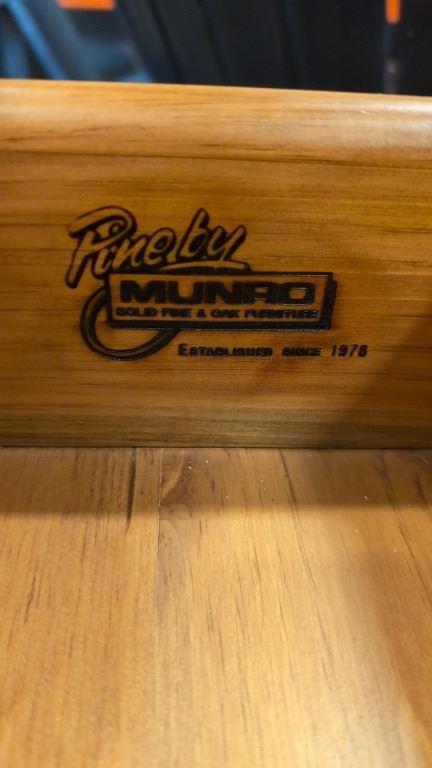 Pine by
MUNRO
SOLID PINE & OAK FURNITURE
ESTABLISHED SINCE 1978